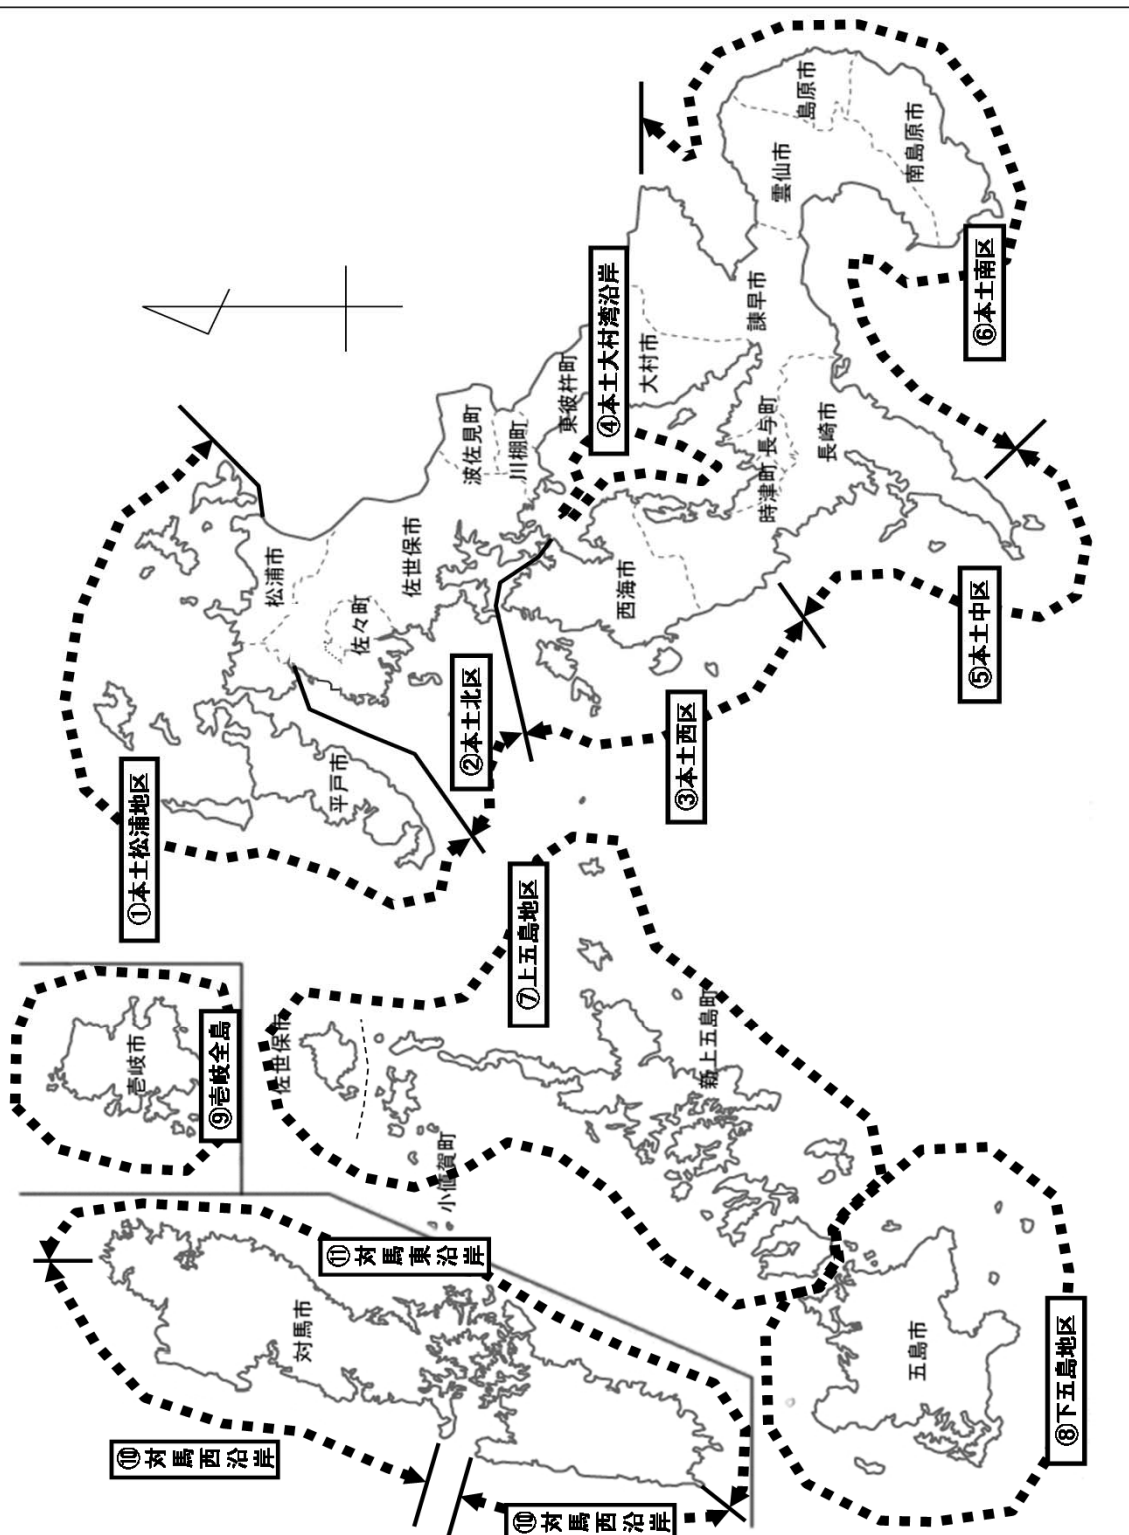 島原市
南島原市
雲仙市
④本土大村湾沿岸
諫早市
⑥本土南区
大村市
東彼杵町
波佐見町
川棚町
長与町
時津町
長崎市
松浦市
佐世保市
佐々町
西海市
⑤本土中区
②本土北区
③本土西区
平戸市
①本土松浦地区
⑦上五島地区
壱岐市
⑨壱岐全島
佐世保市
新上五島町
小値賀町
⑪対馬東沿岸
対馬市
五島市
⑧下五島地区
⑩対馬西沿岸
⑩対馬西沿岸